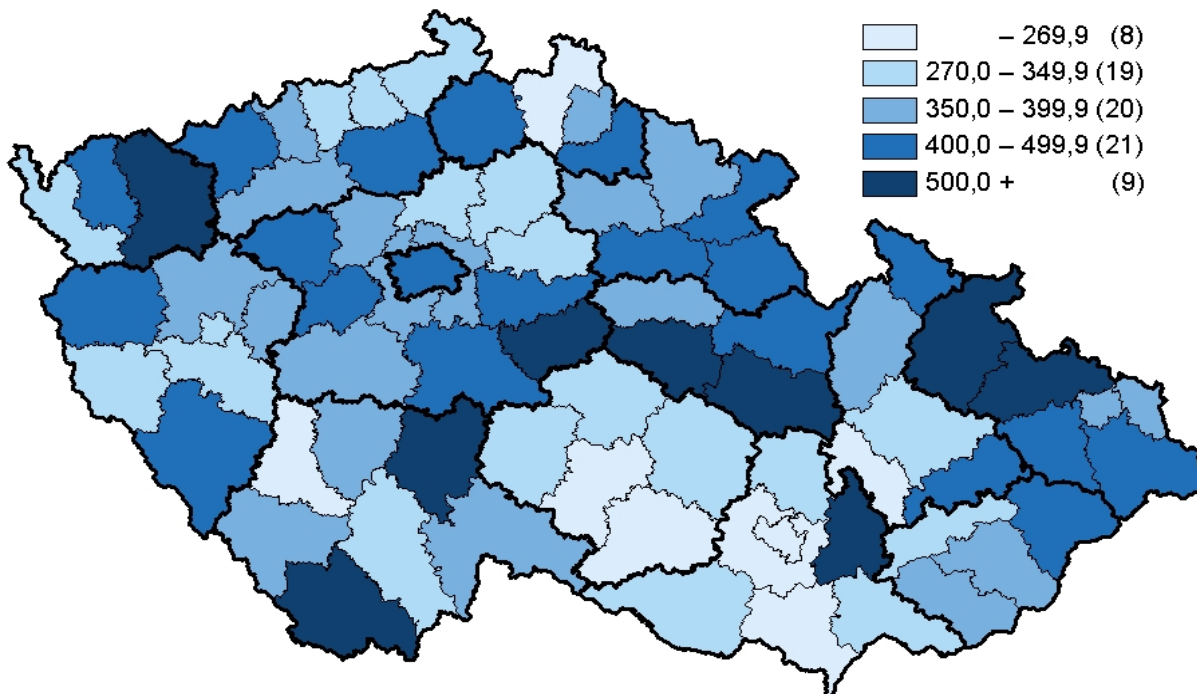 – 269,9 (8)
270,0 – 349,9 (19)
350,0 – 399,9 (20)
400,0 – 499,9 (21)
500,0 + (9)